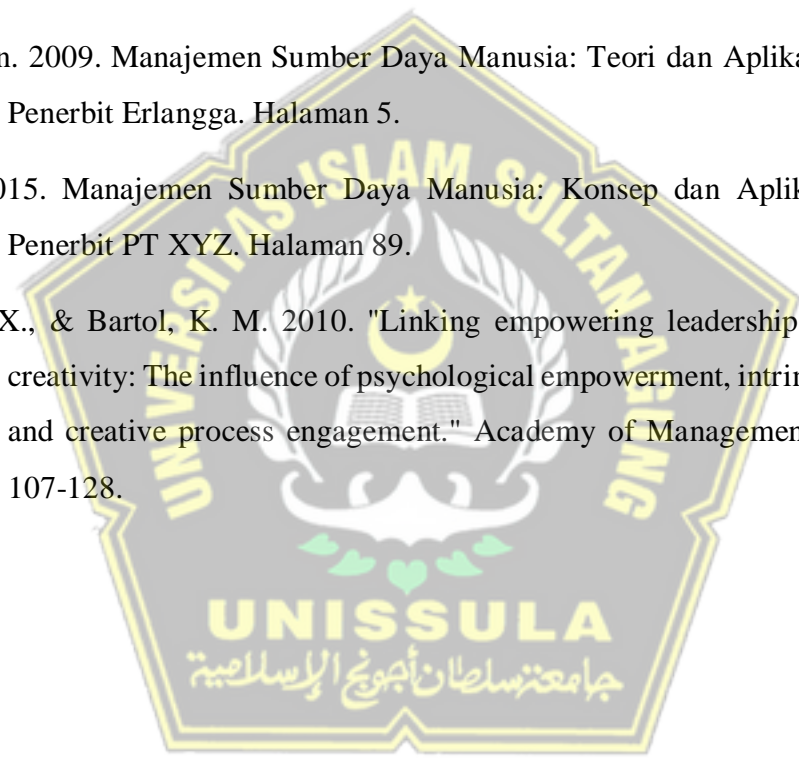 n. 2009. Manajemen Sumber Daya Manusia: Teori dan Aplika
Penerbit Erlangga. Halaman 5.
015. Manajemen Sumber Daya Manusia: Konsep dan Aplik
Penerbit PT XYZ. Halaman 89.
X., & Bartol, K. M. 2010. "Linking empowering leadership
creativity: The influence of psychological empowerment, intrin
and creative process engagement." Academy of Managemen
107-128.
UNIVERSITAS ISLAM SULTAN AGUNG
UNISSULA
جامعة سلطان أجونج الإسلامية